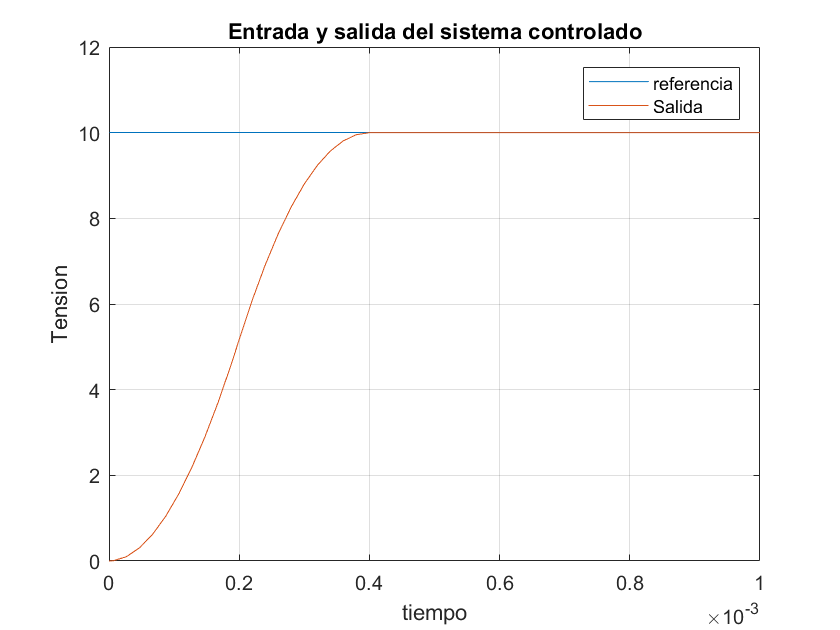 Entrada y salida del sistema controlado
referencia
Salida
12
10
8
6
4
2
0
Tension
0
0.2
0.4
0.6
0.8
1
×10^-3
tiempo